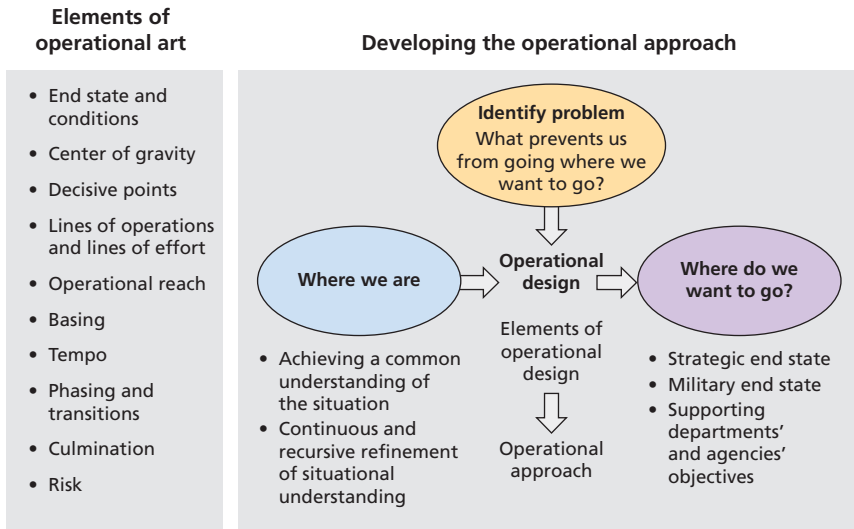 Elements of
operational art
• End state and
conditions
• Center of gravity
• Decisive points
• Lines of operations
and lines of effort
• Operational reach
• Basing
• Tempo
• Phasing and
transitions
• Culmination
• Risk
Developing the operational approach
Identify problem
What prevents us
from going where we
want to go?
Where we are
Operational
design
Where do we
want to go?
• Achieving a common
understanding of
the situation
• Continuous and
recursive refinement
of situational
understanding
Elements of
operational
design
Operational
approach
• Strategic end state
• Military end state
• Supporting
departments’
and agencies’
objectives